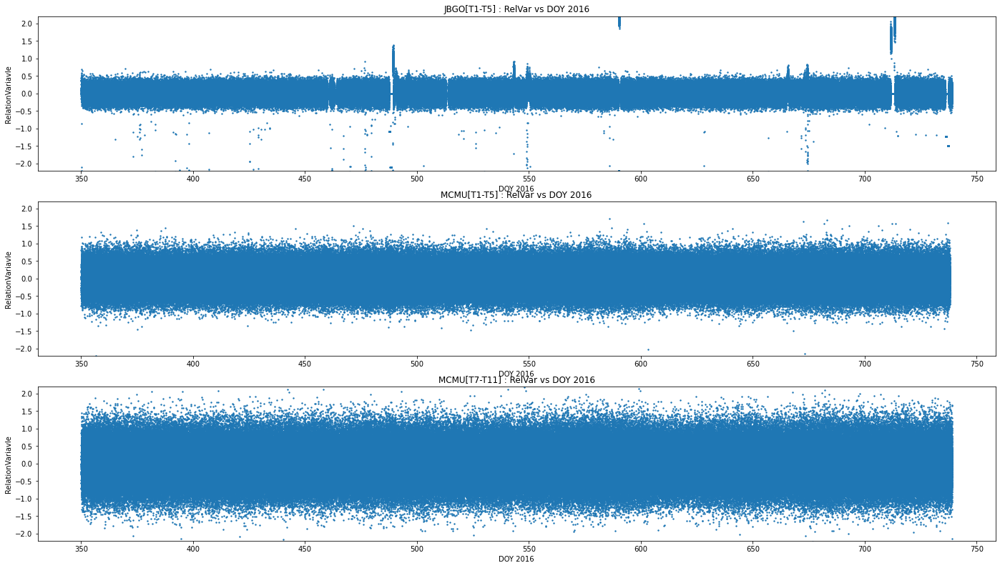 JBGO[T1-T5] : RelVar vs DOY 2016
2.0
1.5
1.0
0.5
0.0
−0.5
−1.0
−1.5
−2.0
RelationVariavle
350 400 450 500 550 600 650 700 750
DOY 2016
MCMU[T1-T5] : RelVar vs DOY 2016
2.0
1.5
1.0
0.5
0.0
−0.5
−1.0
−1.5
−2.0
RelationVariavle
350 400 450 500 550 600 650 700 750
DOY 2016
MCMU[T7-T11] : RelVar vs DOY 2016
2.0
1.5
1.0
0.5
0.0
−0.5
−1.0
−1.5
−2.0
RelationVariavle
350 400 450 500 550 600 650 700 750
DOY 2016